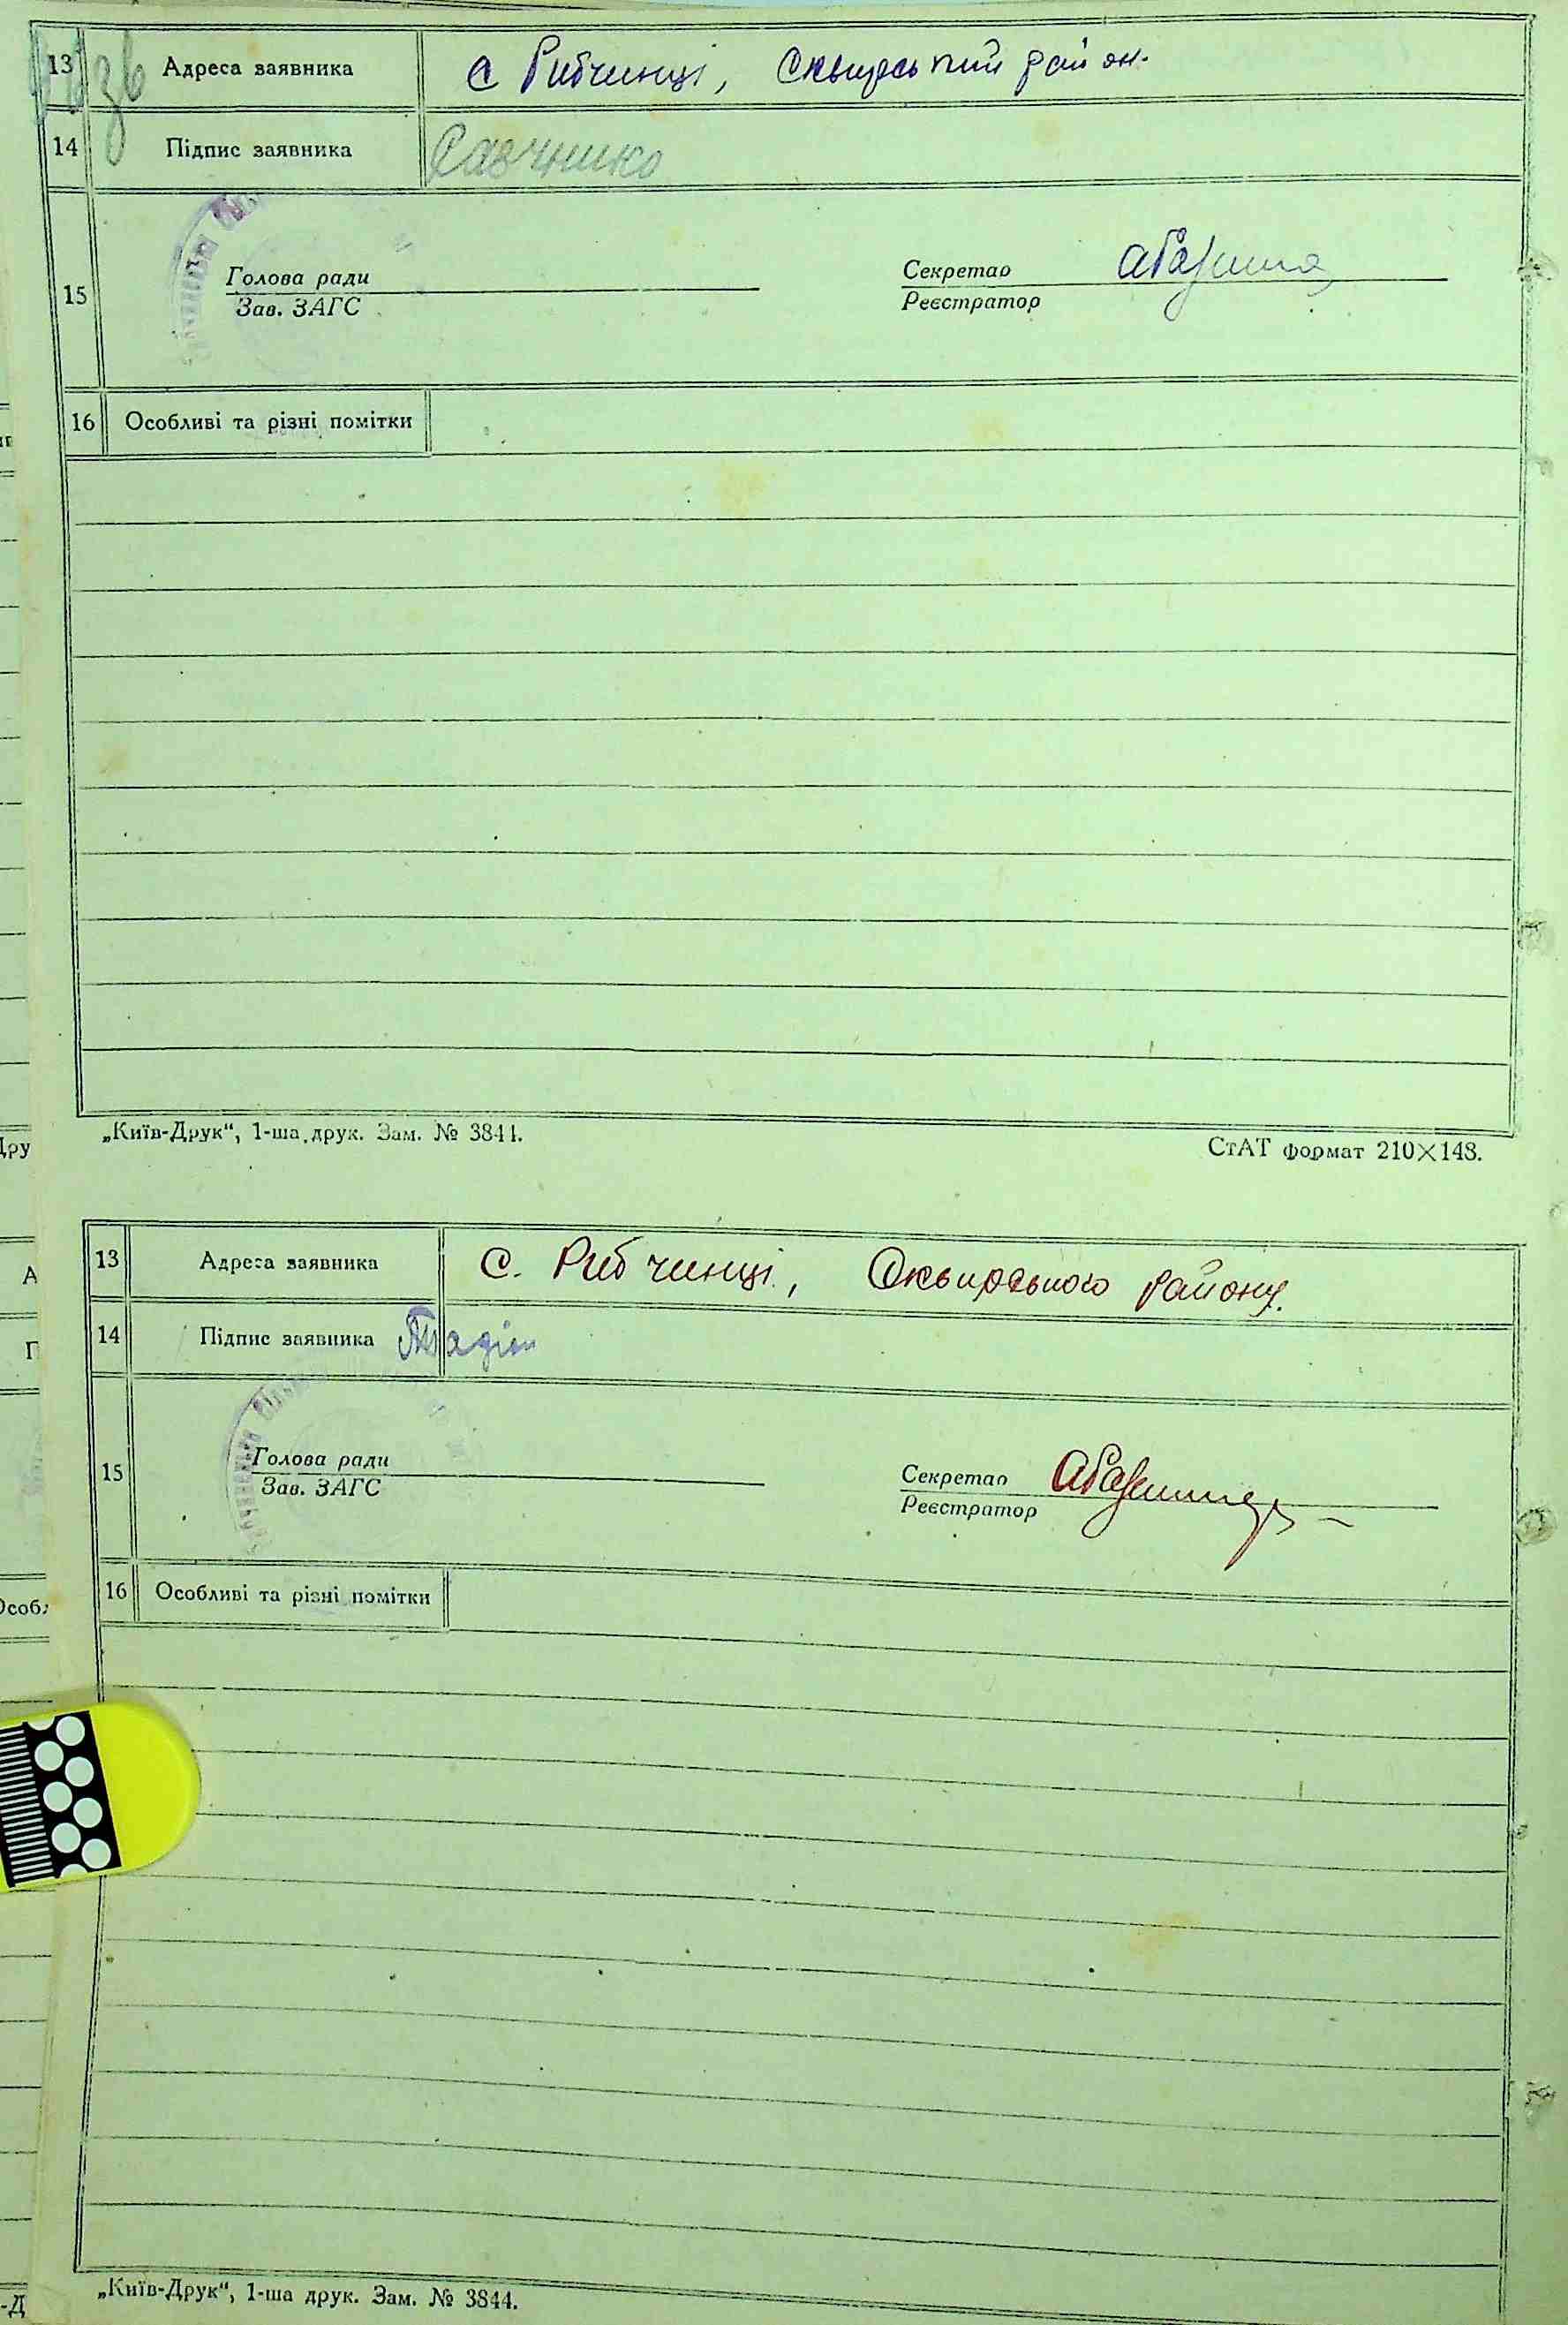 13 Адреса заявника с Рибчинці, Сквирський район.
14 Підпис заявника Савчинко
15 Голова ради Секретар
Зав. ЗАГС Реєстратор
16 Особливі та різні помітки
„Київ-Друк“, 1-ша друк. Зам. № 3844.
СтАТ формат 210×148.
13 Адреса заявника С. Рибчинці, Сквирського району.
14 Підпис заявника
15 Голова ради Секретар
Зав. ЗАГС Реєстратор
16 Особливі та різні помітки
„Київ-Друк“, 1-ша друк. Зам. № 3844.